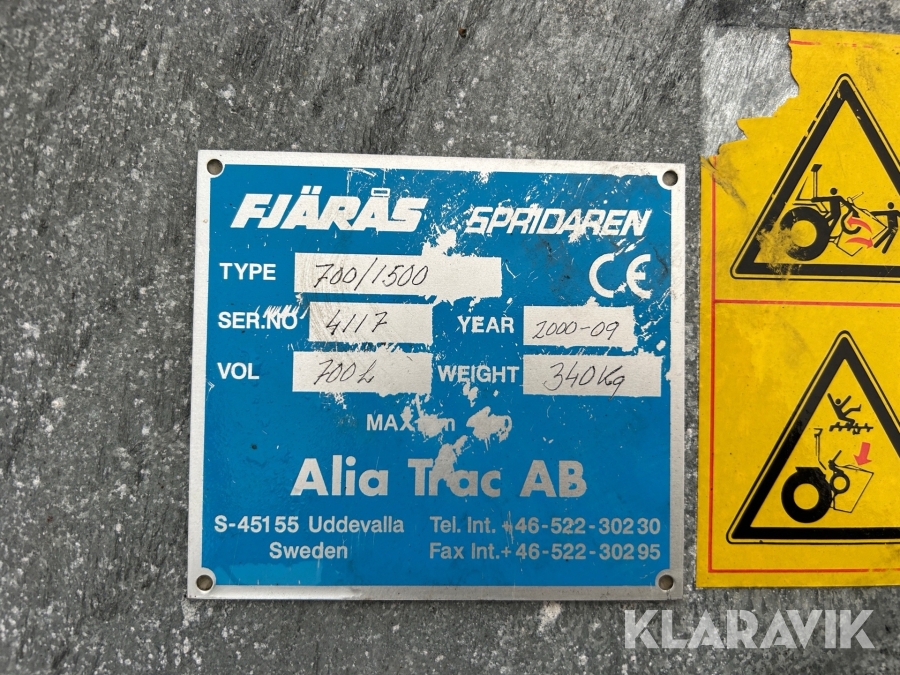 FJÄRÅS SPRIDAREN
TYPE 700/1500 CE
SER.NO 4117 YEAR 2000-09
VOL 700L WEIGHT 340Kg
MAX
Alia Trac AB
S-451 55 Uddevalla Tel. Int. +46-522-302 30
Sweden Fax Int.+46-522-302 95
KLARAVIK